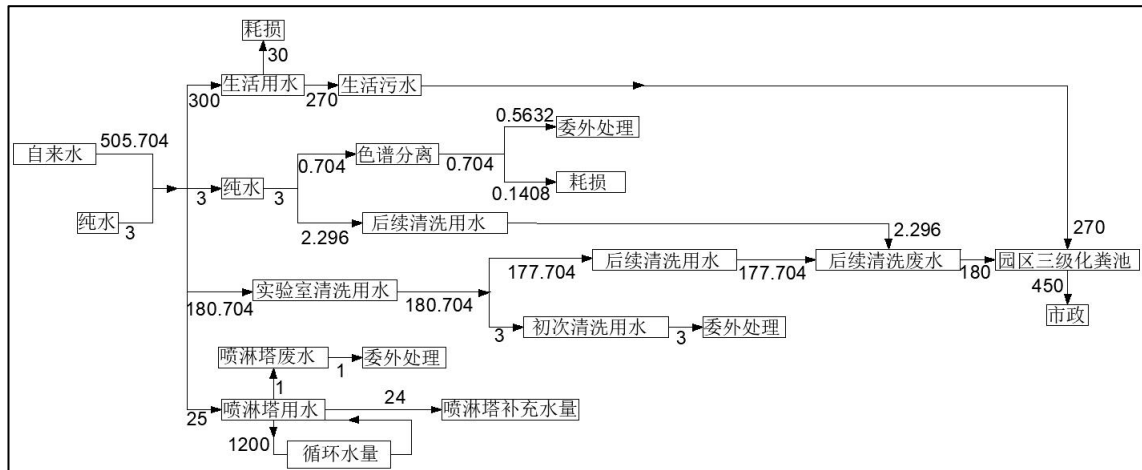 耗损
30
生活用水
生活污水
300
270
0.5632
委外处理
505.704
自来水
色谱分离
0.704
0.704
纯水
3
3
耗损
0.1408
纯水
3
后续清洗用水
2.296
2.296
270
后续清洗用水
后续清洗废水
园区三级化粪池
177.704
177.704
180
实验室清洗用水
180.704
180.704
450
市政
初次清洗用水
委外处理
3
3
喷淋塔废水
委外处理
1
1
喷淋塔用水
24
喷淋塔补充水量
25
1200
循环水量